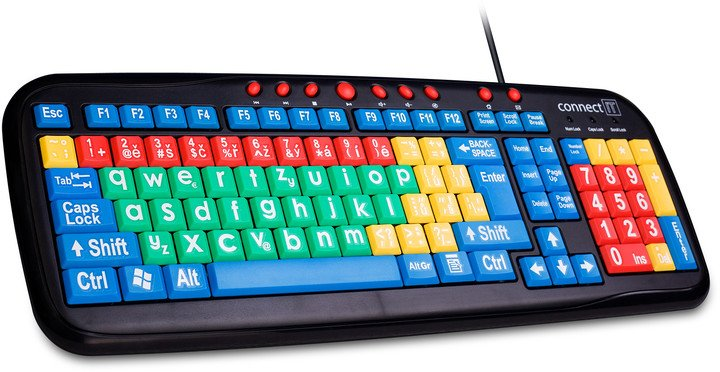 connect IT
Num Lock Caps Lock Scroll Lock
Esc F1 F2 F3 F4 F5 F6 F7 F8 F9 F10 F11 F12 Print Screen Scroll Lock Pause Break
1 + 2 ě 3 # š 4 $ č 5 % ř 6 ^ ž 7 & ý 8 * á 9 ( í 0 ) é BACK-SPACE Home End Number Lock / * -
Tab q w e r t z y u i o p Enter Insert Page Up 7 8 9 +
Caps Lock a s d f g h j k l Delete Page Down 4 5 6
Shift y z x c v b n m Shift 1 2 3 Enter
Ctrl Alt Alt Gr Ctrl 0 Ins Del